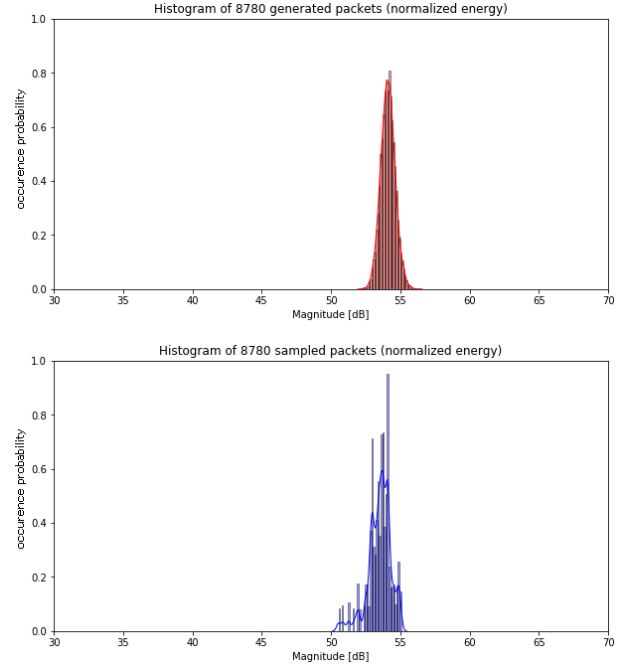 Histogram of 8780 generated packets (normalized energy)
1.0
0.8
0.6
0.4
0.2
0.0
occurence probability
30 35 40 45 50 55 60 65 70
Magnitude [dB]
Histogram of 8780 sampled packets (normalized energy)
1.0
0.8
0.6
0.4
0.2
0.0
occurence probability
30 35 40 45 50 55 60 65 70
Magnitude [dB]